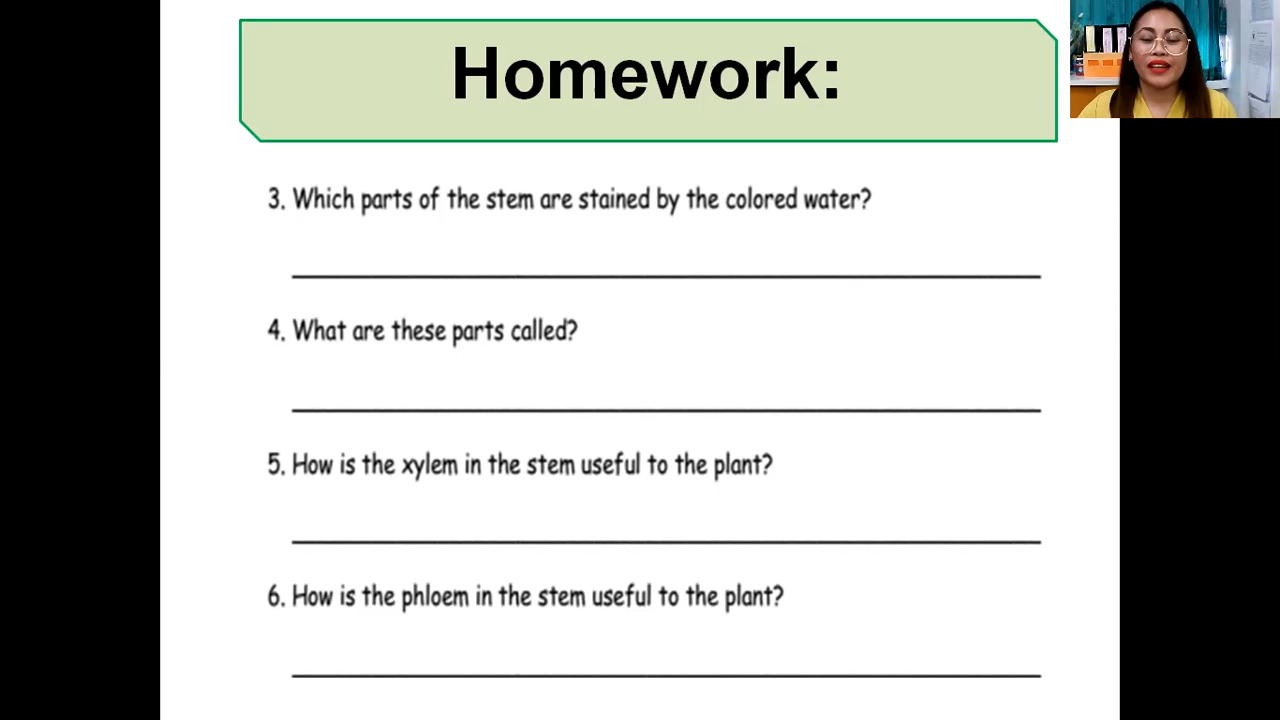 Homework:
3. Which parts of the stem are stained by the colored water?
4. What are these parts called?
5. How is the xylem in the stem useful to the plant?
6. How is the phloem in the stem useful to the plant?